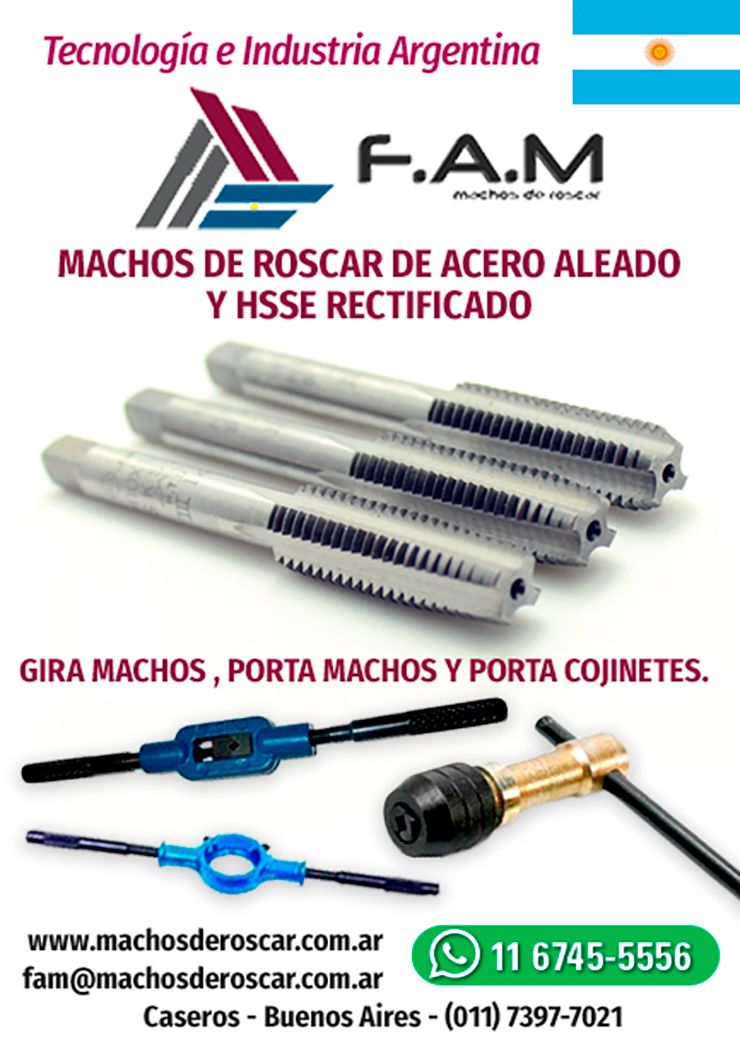 Tecnología e Industria Argentina
F.A.M
machos de roscar
MACHOS DE ROSCAR DE ACERO ALEADO
Y HSSE RECTIFICADO
GIRA MACHOS , PORTA MACHOS Y PORTA COJINETES.
www.machosderoscar.com.ar
fam@machosderoscar.com.ar
11 6745-5556
Caseros - Buenos Aires - (011) 7397-7021